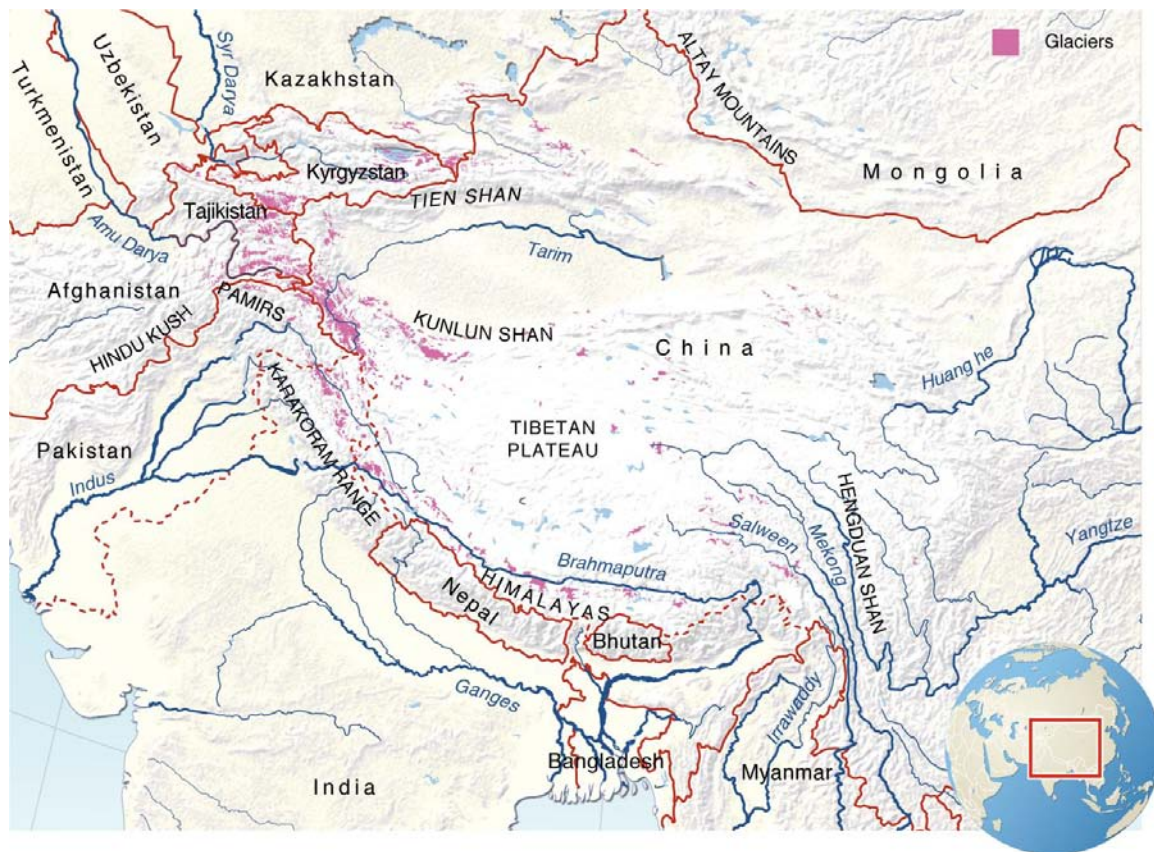 Glaciers
ALTAY MOUNTAINS
Syr Darya
Uzbekistan
Turkmenistan
Kazakhstan
Kyrgyzstan
Mongolia
TIEN SHAN
Tajikistan
Amu Darya
Tarim
Afghanistan
PAMIRS
HINDU KUSH
KUNLUN SHAN
China
Huang he
KARAKORAM RANGE
TIBETAN
PLATEAU
Pakistan
Indus
HENGDUAN SHAN
Salween
Mekong
Yangtze
Brahmaputra
HIMALAYAS
Nepal
Bhutan
Ganges
Irrawaddy
Bangladesh
Myanmar
India